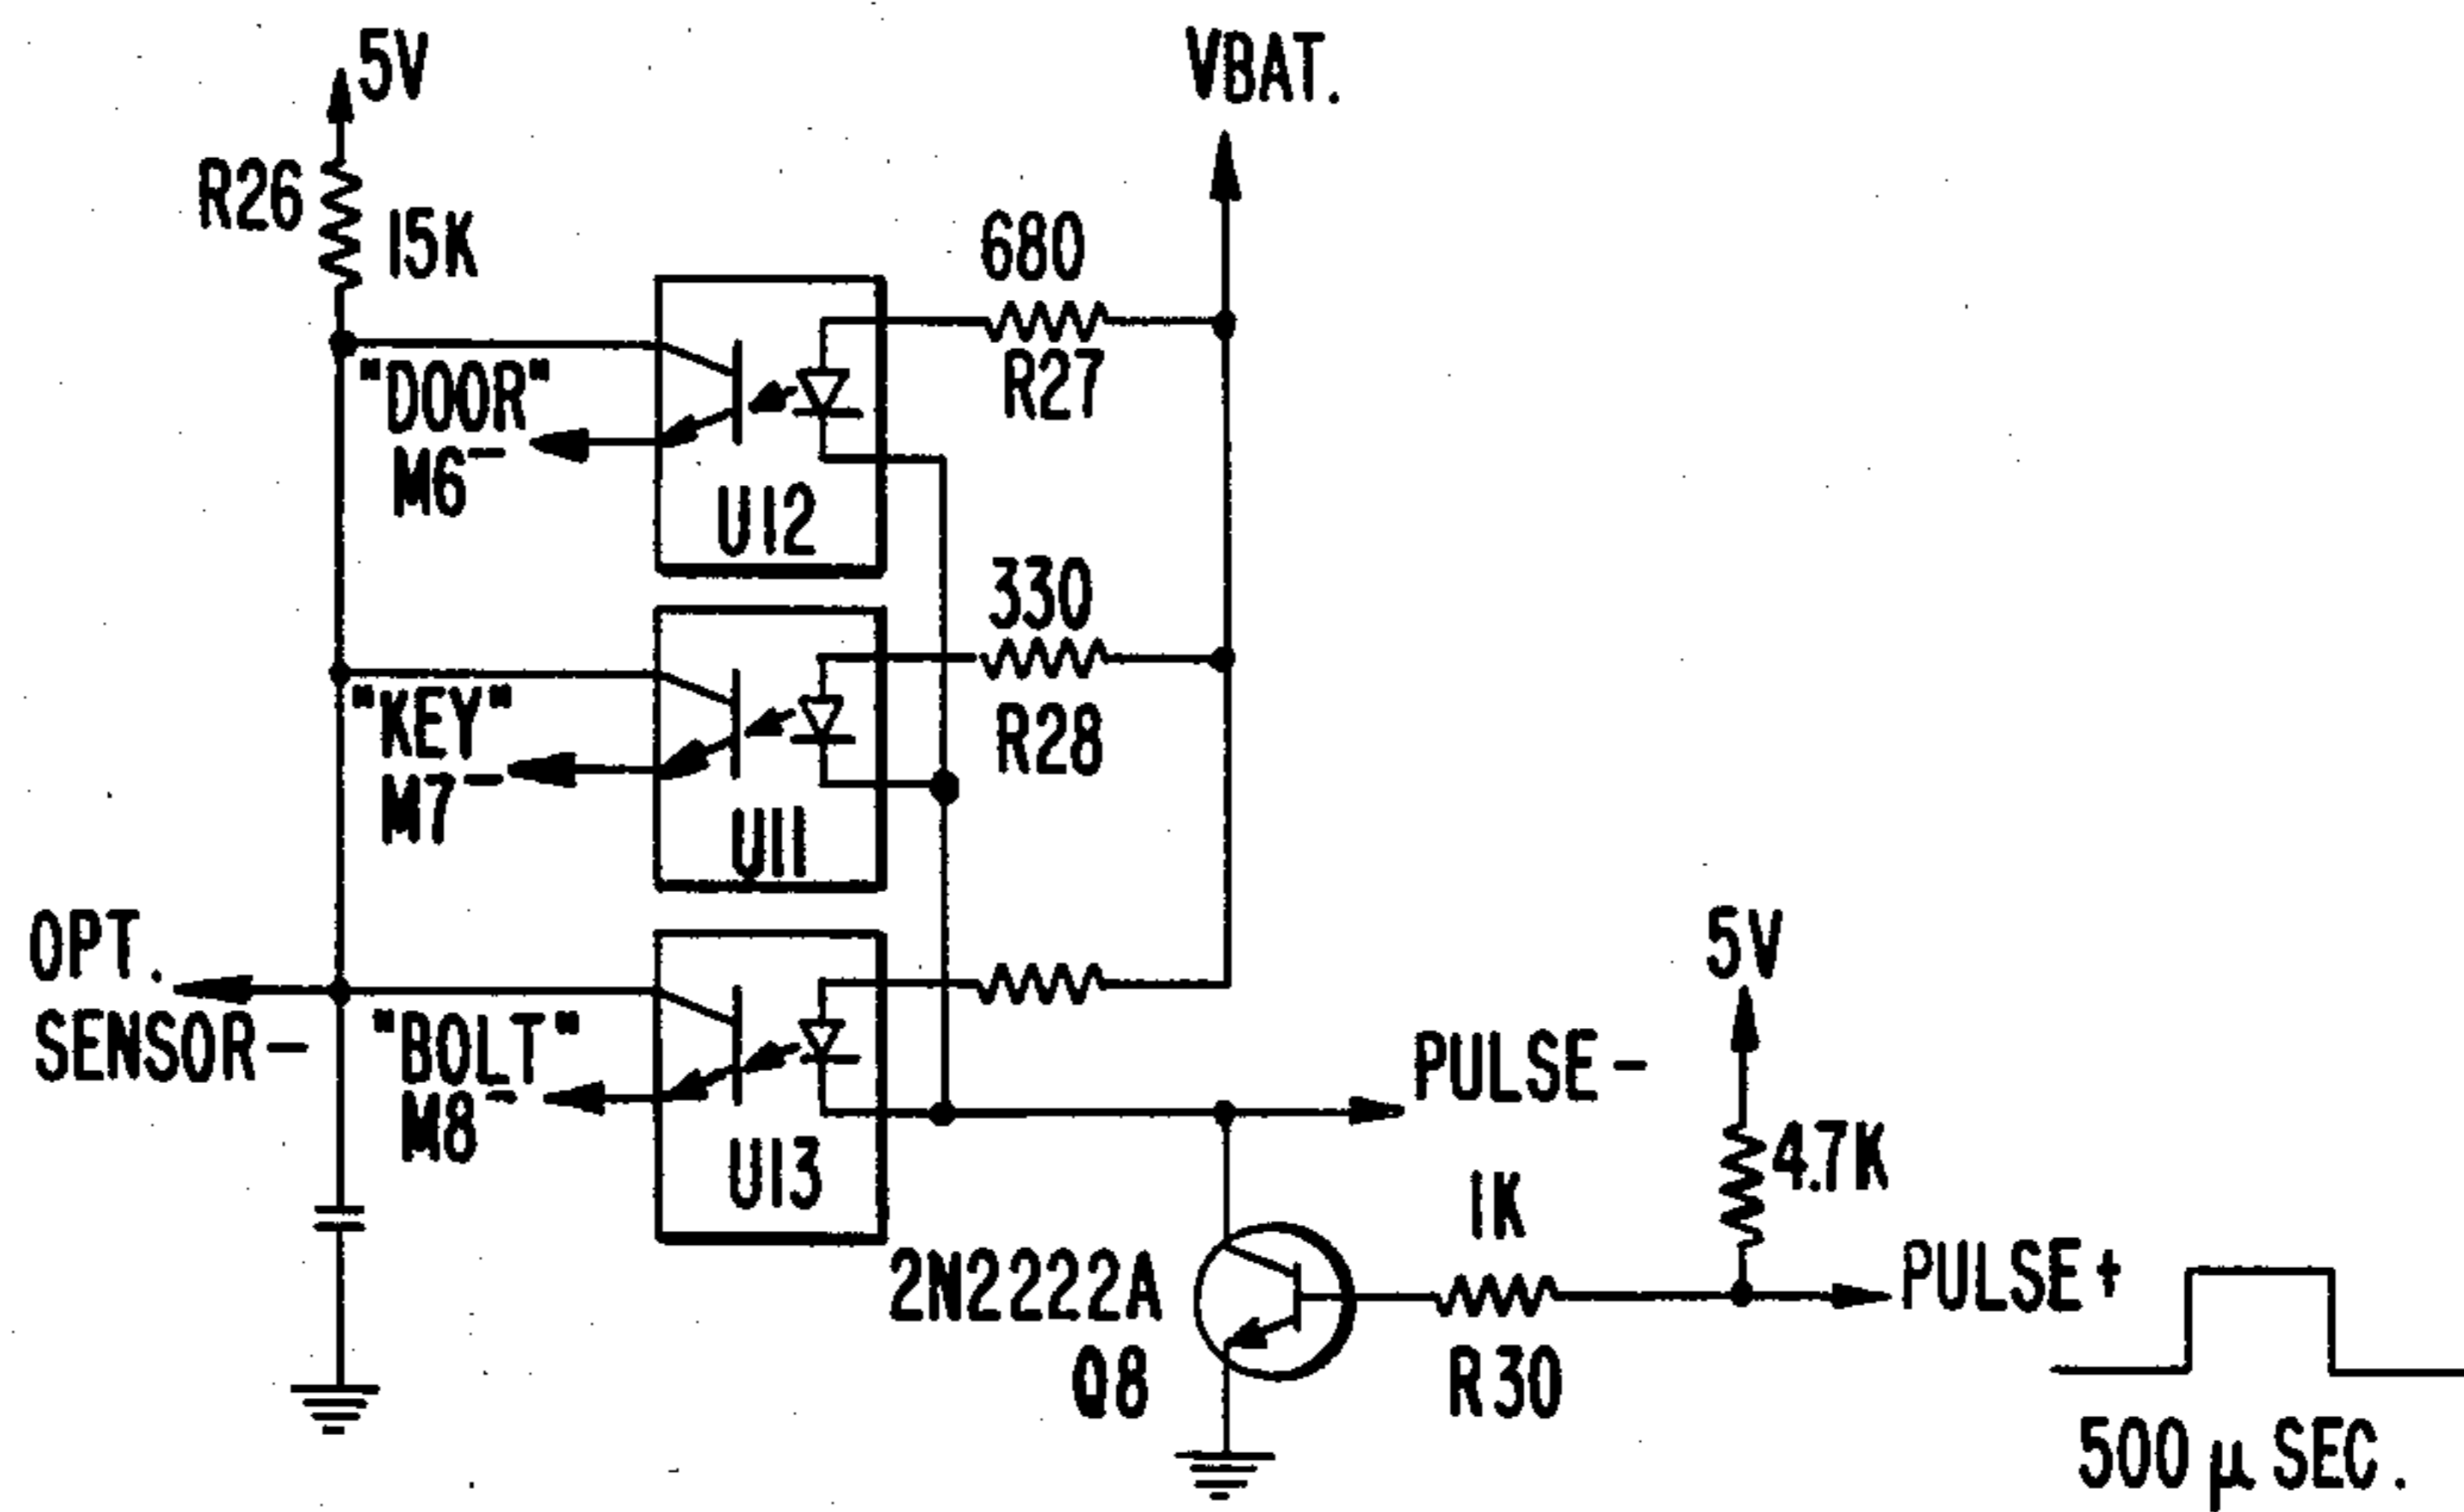 5V
VBAT.
R26
15K
680
R27
"DOOR"
M6-
U12
330
R28
"KEY"
M7-
U11
OPT.
SENSOR-
"BOLT"
M8-
U13
PULSE-
5V
4.7K
1K
2N2222A
Q8
R30
PULSE+
500 µ SEC.